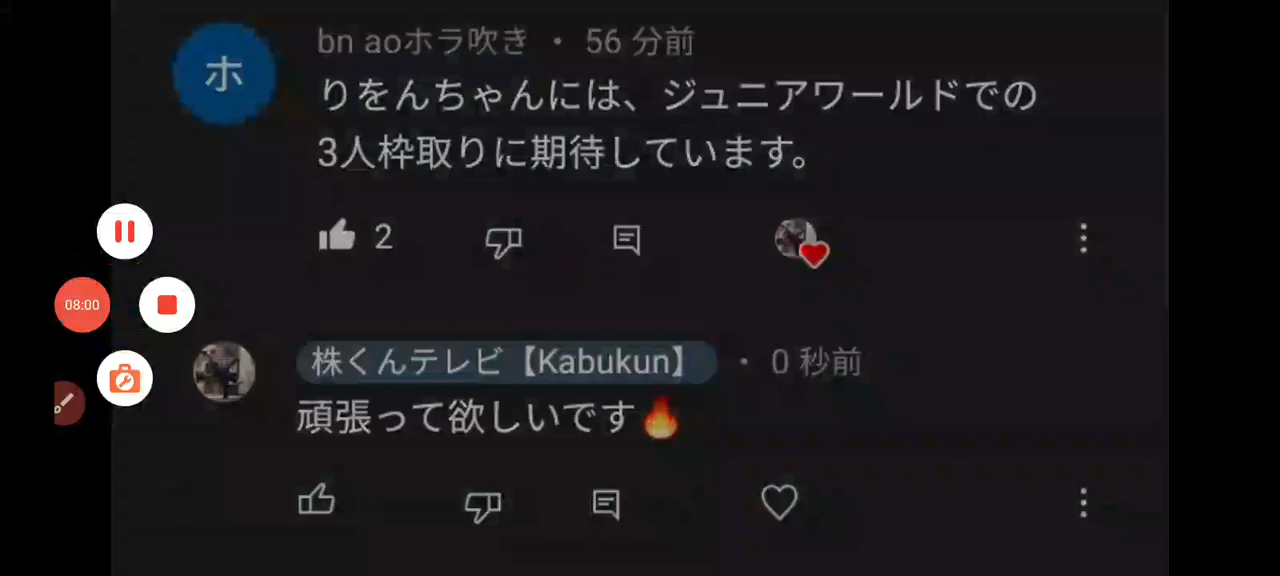 ホ
bn aoホラ吹き ・ 56 分前
りをんちゃんには、ジュニアワールドでの
3人枠取りに期待しています。
2
08:00
株くんテレビ【Kabukun】 ・ 0 秒前
頑張って欲しいです🔥